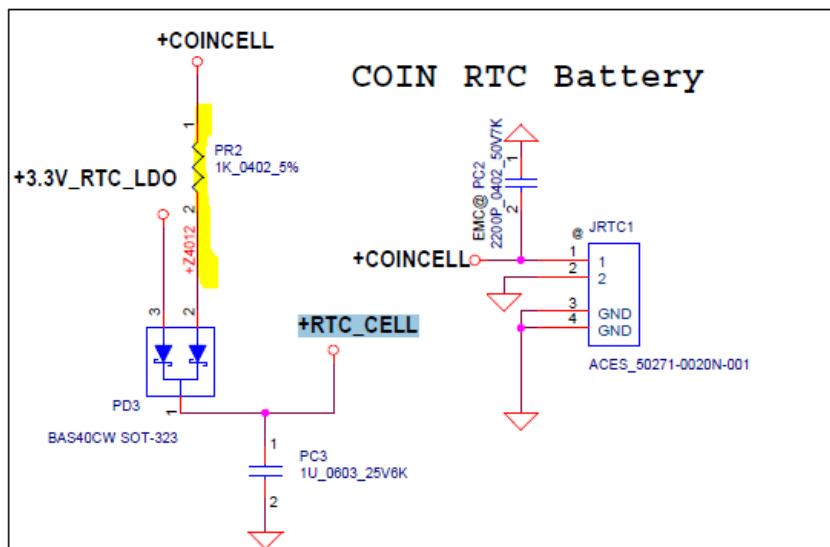 +COINCELL
COIN RTC Battery
1
PR2
1K_0402_5%
+3.3V_RTC_LDO
2
+Z4012
3
2
PD3
1
BAS40CW SOT-323
+RTC_CELL
1
PC3
1U_0603_25V6K
2
1
EMC@ PC2
2200P_0402_50V7K
2
+COINCELL
@ JRTC1
1 1
2 2
3 GND
4 GND
ACES_50271-0020N-001